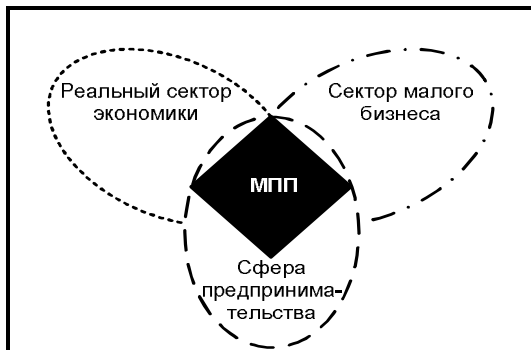 Реальный сектор
экономики
Сектор малого
бизнеса
МПП
Сфера
предпринима-
тельства